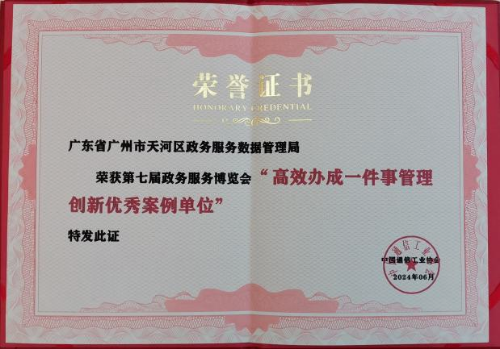 荣誉证书
HONORARY CREDENTIAL
广东省广州市天河区政务服务数据管理局
荣获第七届政务服务博览会“高效办成一件事管理
创新优秀案例单位”
特发此证
中国通信工业协会
2024年06月